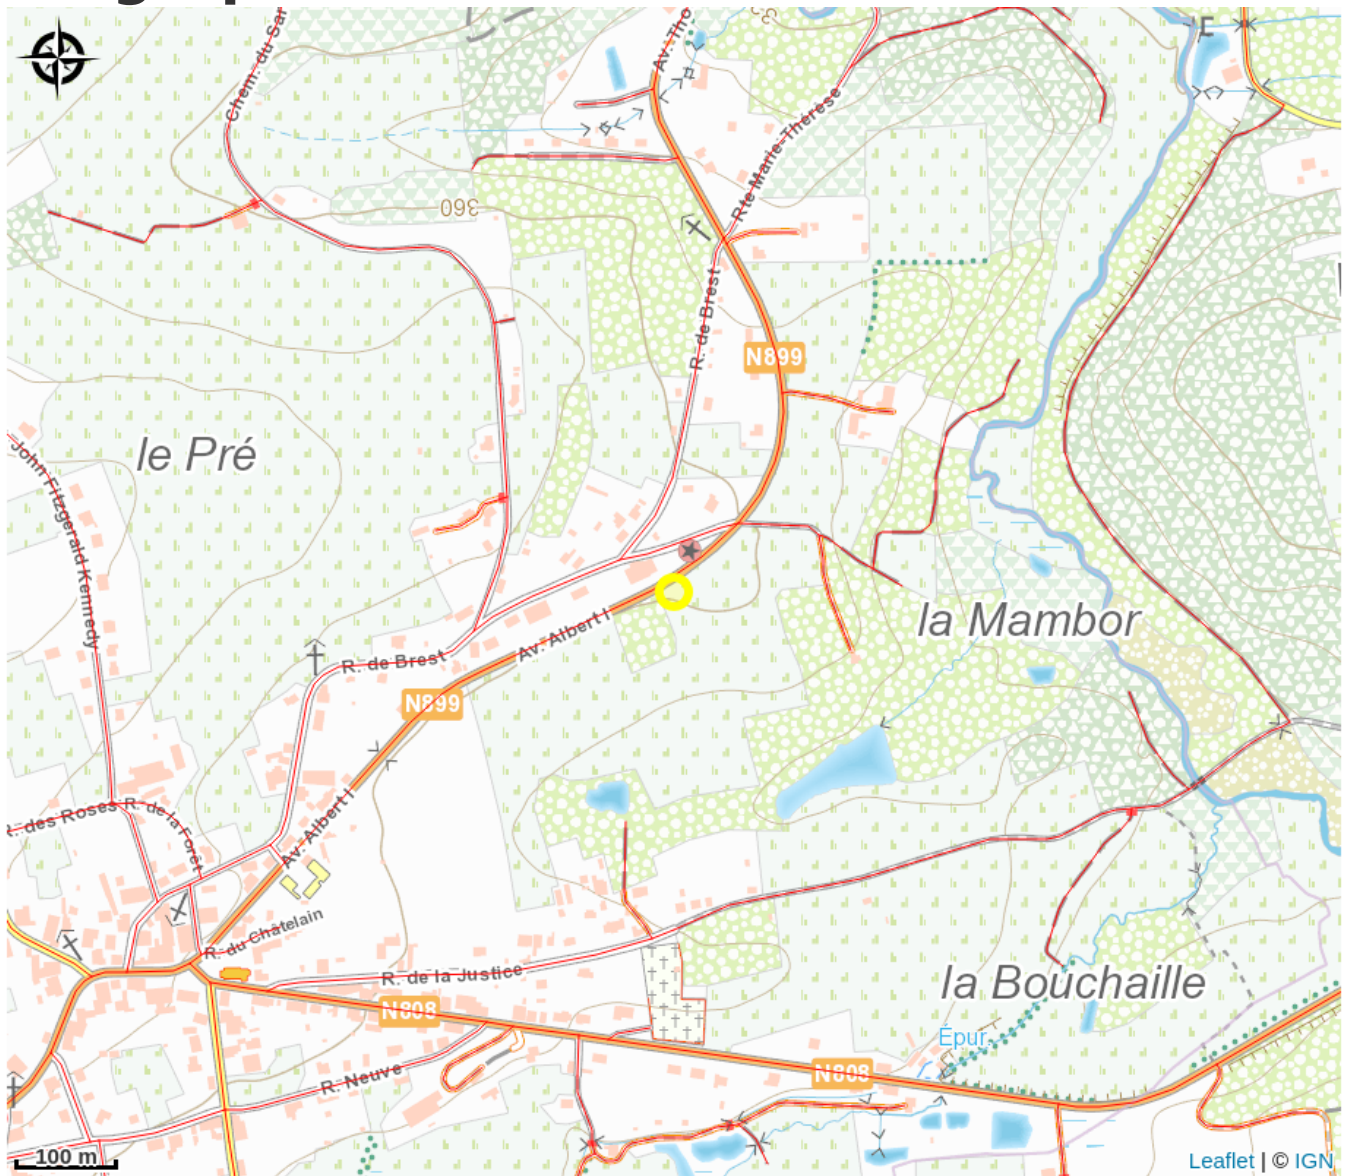 Chem. du Sar
Av. Tho
Rte Marie-Thérèse
360
R. de Brest
N899
le Pré
John Fitzgerald Kennedy
la Mambor
Av. Albert I
R. de Brest
N899
R. des Roses
R. de la Forêt
Av. Albert I
R. du Châtelain
R. de la Justice
la Bouchaille
N808
Épur.
N808
R. Neuve
100 m
Leaflet | © IGN